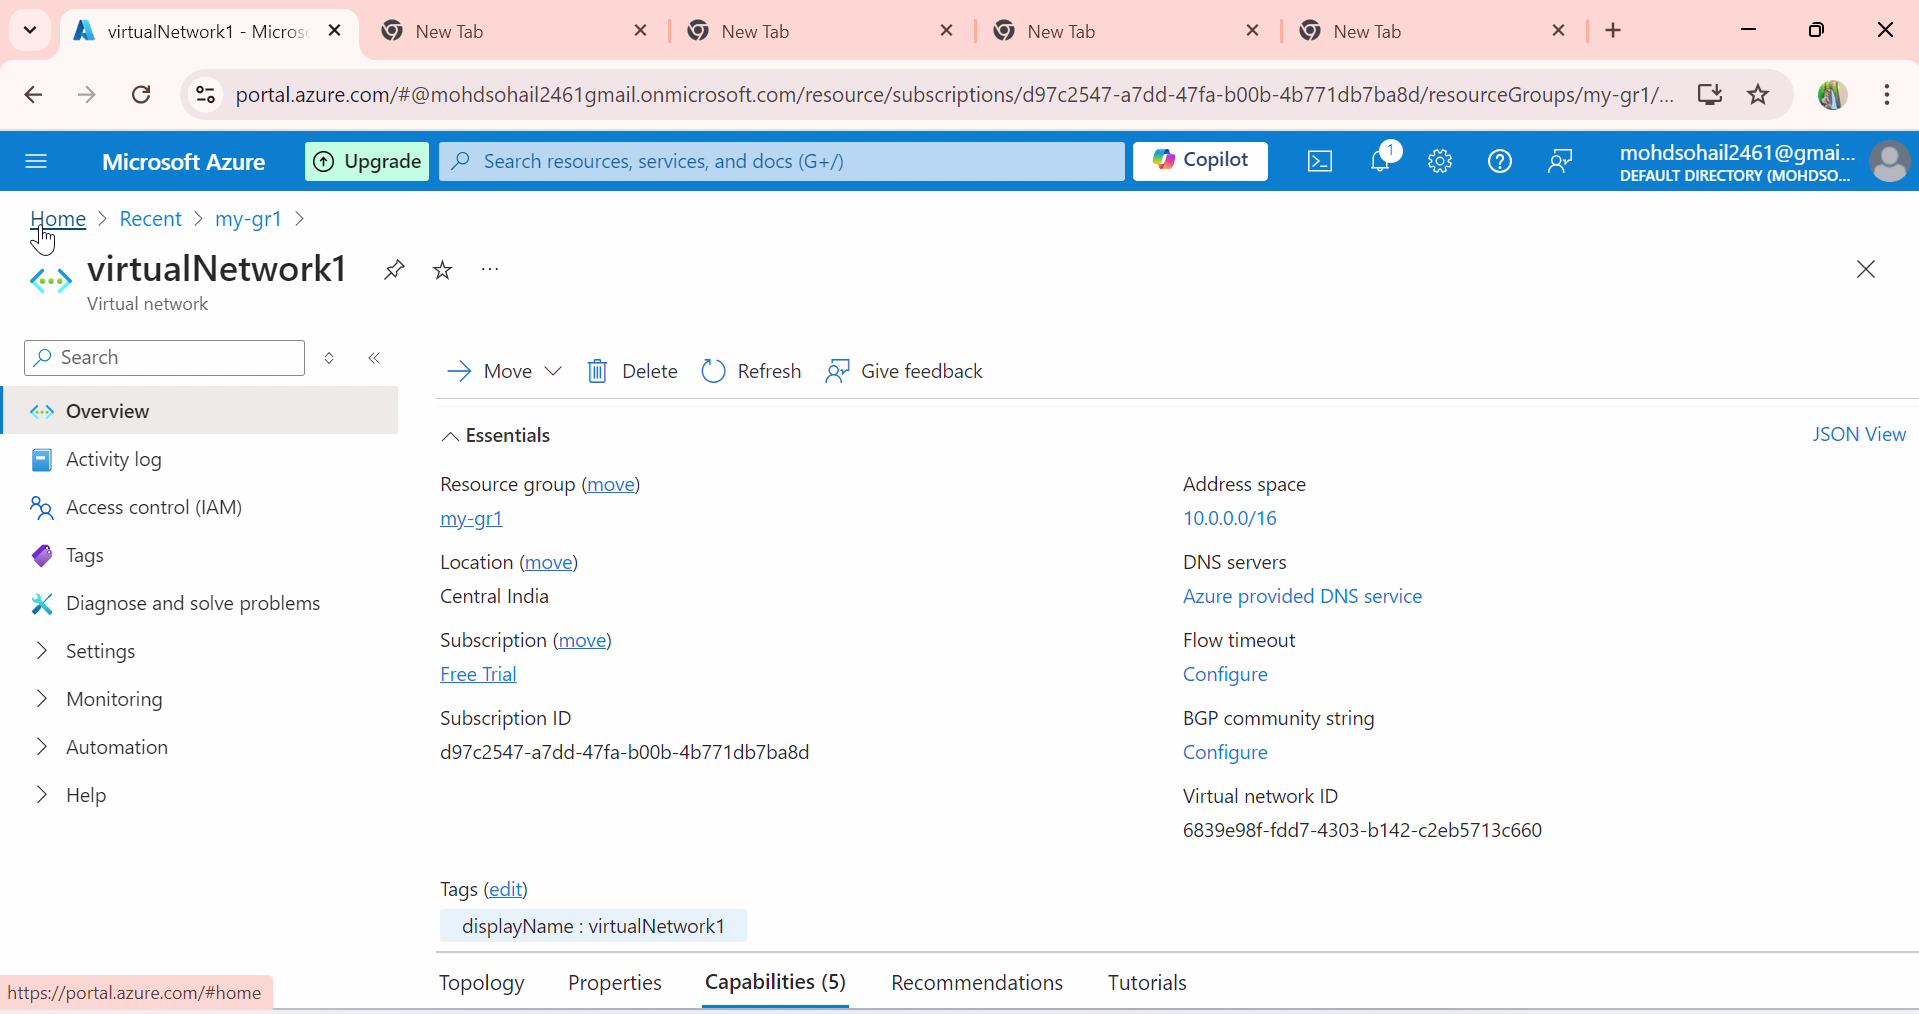 virtualNetwork1 - Micros
New Tab
New Tab
New Tab
New Tab
portal.azure.com/#@mohdsohail2461gmail.onmicrosoft.com/resource/subscriptions/d97c2547-a7dd-47fa-b00b-4b771db7ba8d/resourceGroups/my-gr1/...
Microsoft Azure
Upgrade
Search resources, services, and docs (G+/)
Copilot
1
mohdsohail2461@gmai...
DEFAULT DIRECTORY (MOHDSO...
Home > Recent > my-gr1 >
virtualNetwork1
Virtual network
Search
Overview
Activity log
Access control (IAM)
Tags
Diagnose and solve problems
Settings
Monitoring
Automation
Help
Move
Delete
Refresh
Give feedback
Essentials
JSON View
Resource group (move)
my-gr1
Location (move)
Central India
Subscription (move)
Free Trial
Subscription ID
d97c2547-a7dd-47fa-b00b-4b771db7ba8d
Address space
10.0.0.0/16
DNS servers
Azure provided DNS service
Flow timeout
Configure
BGP community string
Configure
Virtual network ID
6839e98f-fdd7-4303-b142-c2eb5713c660
Tags (edit)
displayName : virtualNetwork1
Topology
Properties
Capabilities (5)
Recommendations
Tutorials
https://portal.azure.com/#home